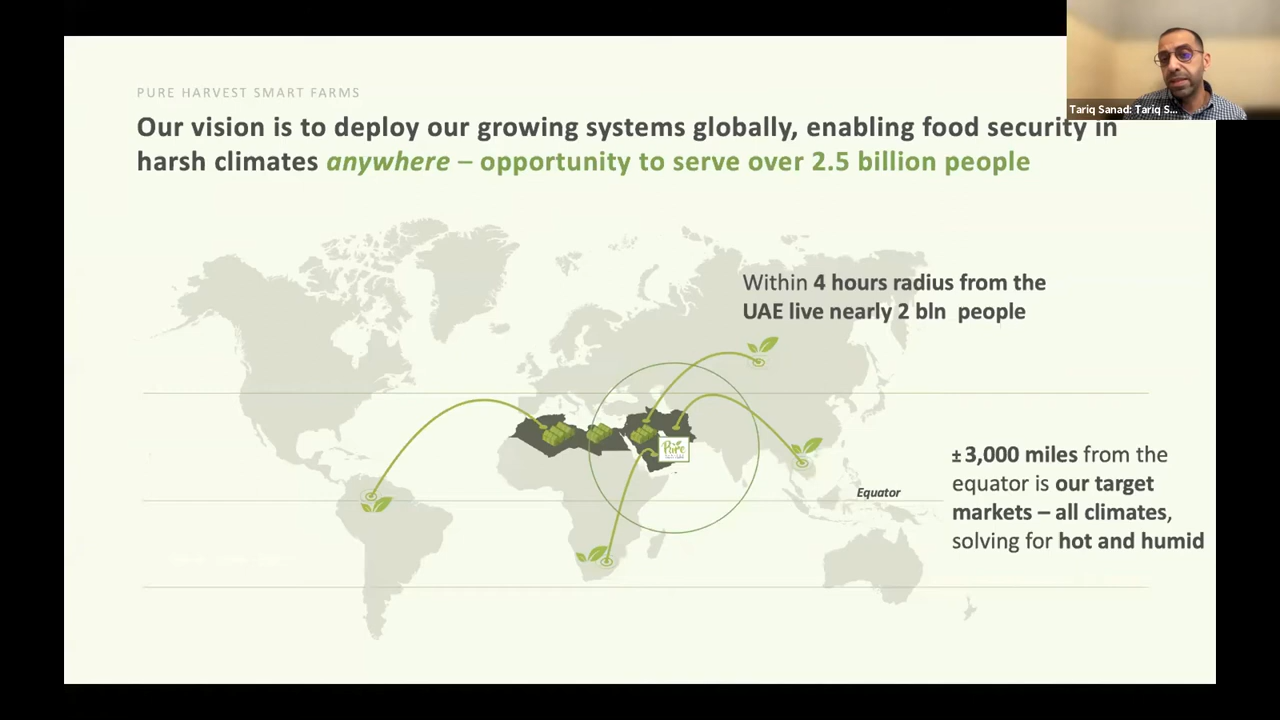 Tariq Sanad: Tariq S...
PURE HARVEST SMART FARMS
Our vision is to deploy our growing systems globally, enabling food security in
harsh climates anywhere – opportunity to serve over 2.5 billion people
Within 4 hours radius from the
UAE live nearly 2 bln people
Pure
± 3,000 miles from the
equator is our target
markets – all climates,
solving for hot and humid
Equator